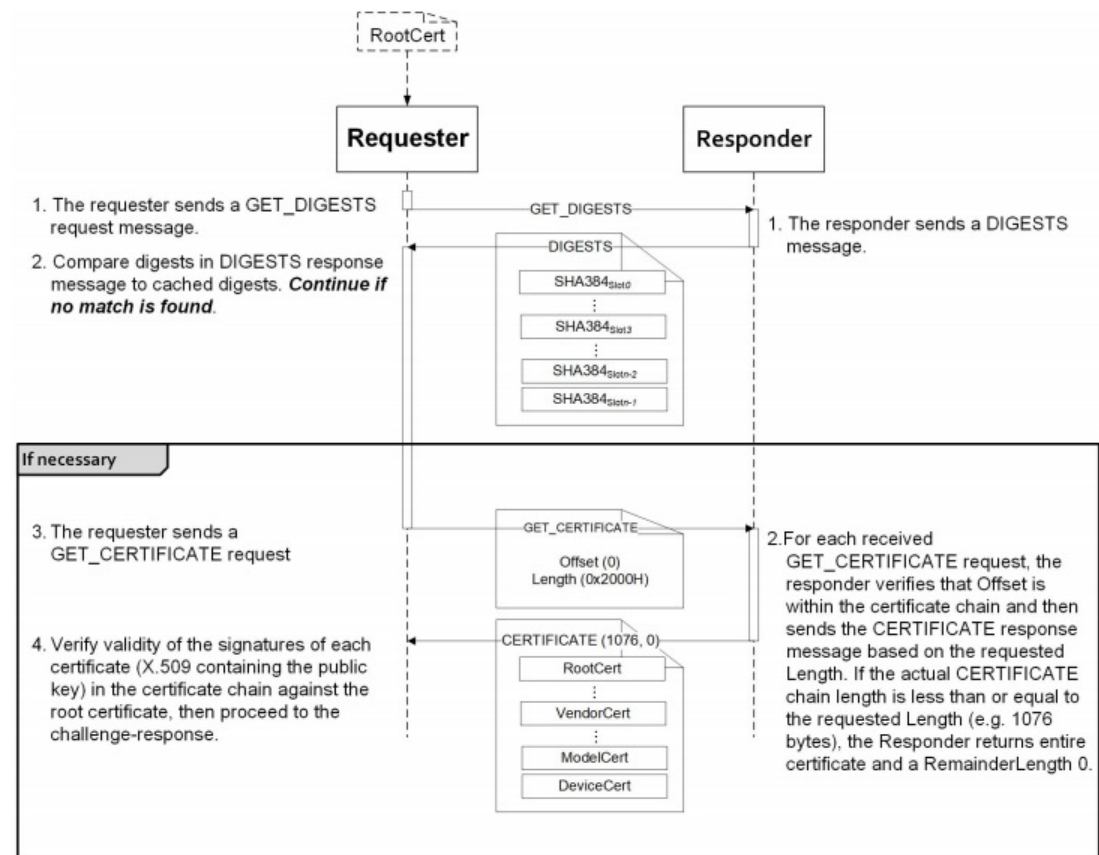 RootCert
Requester
Responder
1. The requester sends a GET_DIGESTS
request message.
2. Compare digests in DIGESTS response
message to cached digests. Continue if
no match is found.
GET_DIGESTS
1. The responder sends a DIGESTS
message.
DIGESTS
SHA384Slot0
SHA384Slot3
SHA384Slotn-2
SHA384Slotn-1
If necessary
3. The requester sends a
GET_CERTIFICATE request
GET_CERTIFICATE
Offset (0)
Length (0x2000H)
2.For each received
GET_CERTIFICATE request, the
responder verifies that Offset is
within the certificate chain and then
sends the CERTIFICATE response
message based on the requested
Length. If the actual CERTIFICATE
chain length is less than or equal to
the requested Length (e.g. 1076
bytes), the Responder returns entire
certificate and a RemainderLength 0.
4. Verify validity of the signatures of each
certificate (X.509 containing the public
key) in the certificate chain against the
root certificate, then proceed to the
challenge-response.
CERTIFICATE (1076, 0)
RootCert
VendorCert
ModelCert
DeviceCert